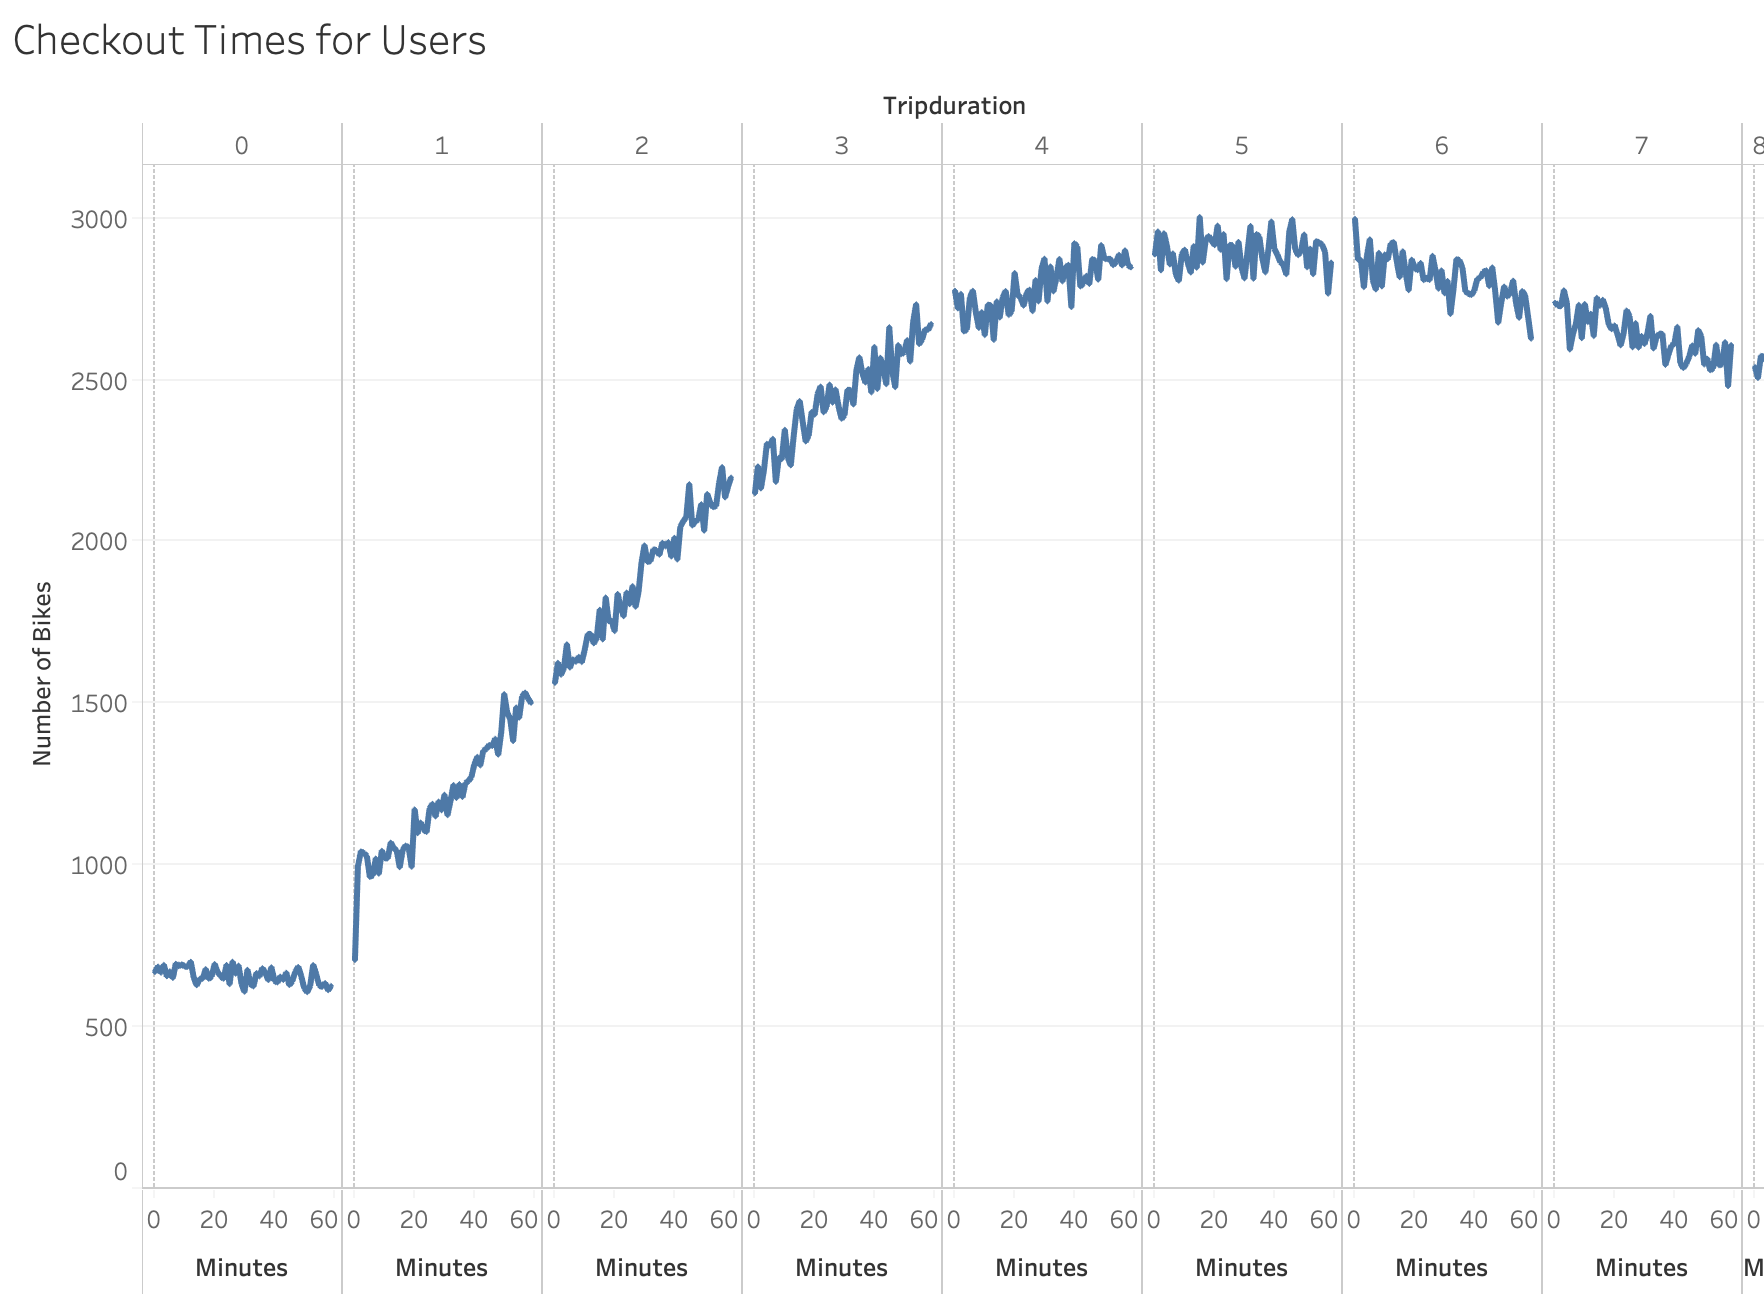 Checkout Times for Users
Tripduration
0 1 2 3 4 5 6 7 8
3000
2500
2000
1500
1000
500
0
Number of Bikes
0 20 40 60 0 20 40 60 0 20 40 60 0 20 40 60 0 20 40 60 0 20 40 60 0 20 40 60 0 20 40 60 0
Minutes Minutes Minutes Minutes Minutes Minutes Minutes Minutes M